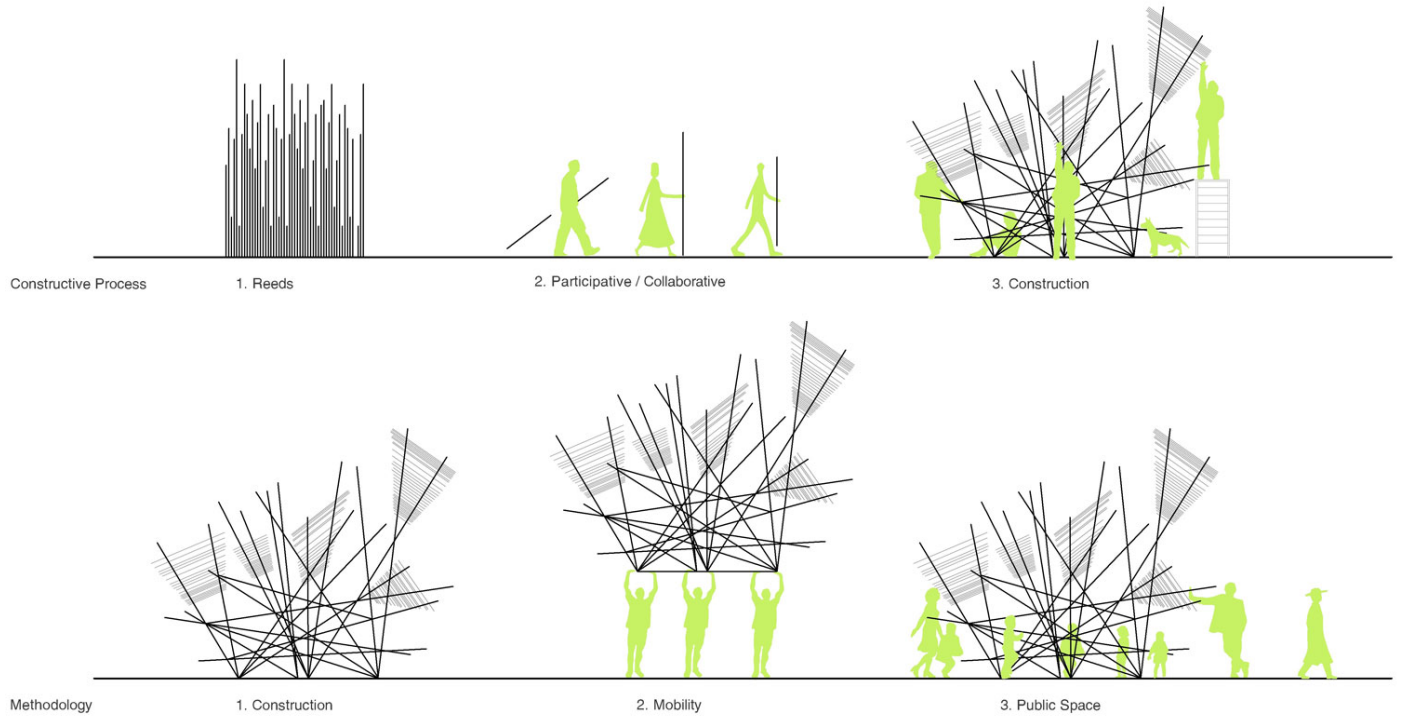 Constructive Process
1. Reeds
2. Participative / Collaborative
3. Construction
Methodology
1. Construction
2. Mobility
3. Public Space